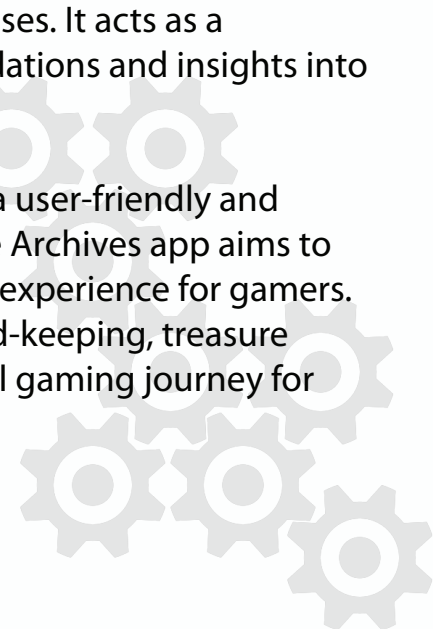 ses. It acts as a
lations and insights into
a user-friendly and
e Archives app aims to
experience for gamers.
d-keeping, treasure
l gaming journey for